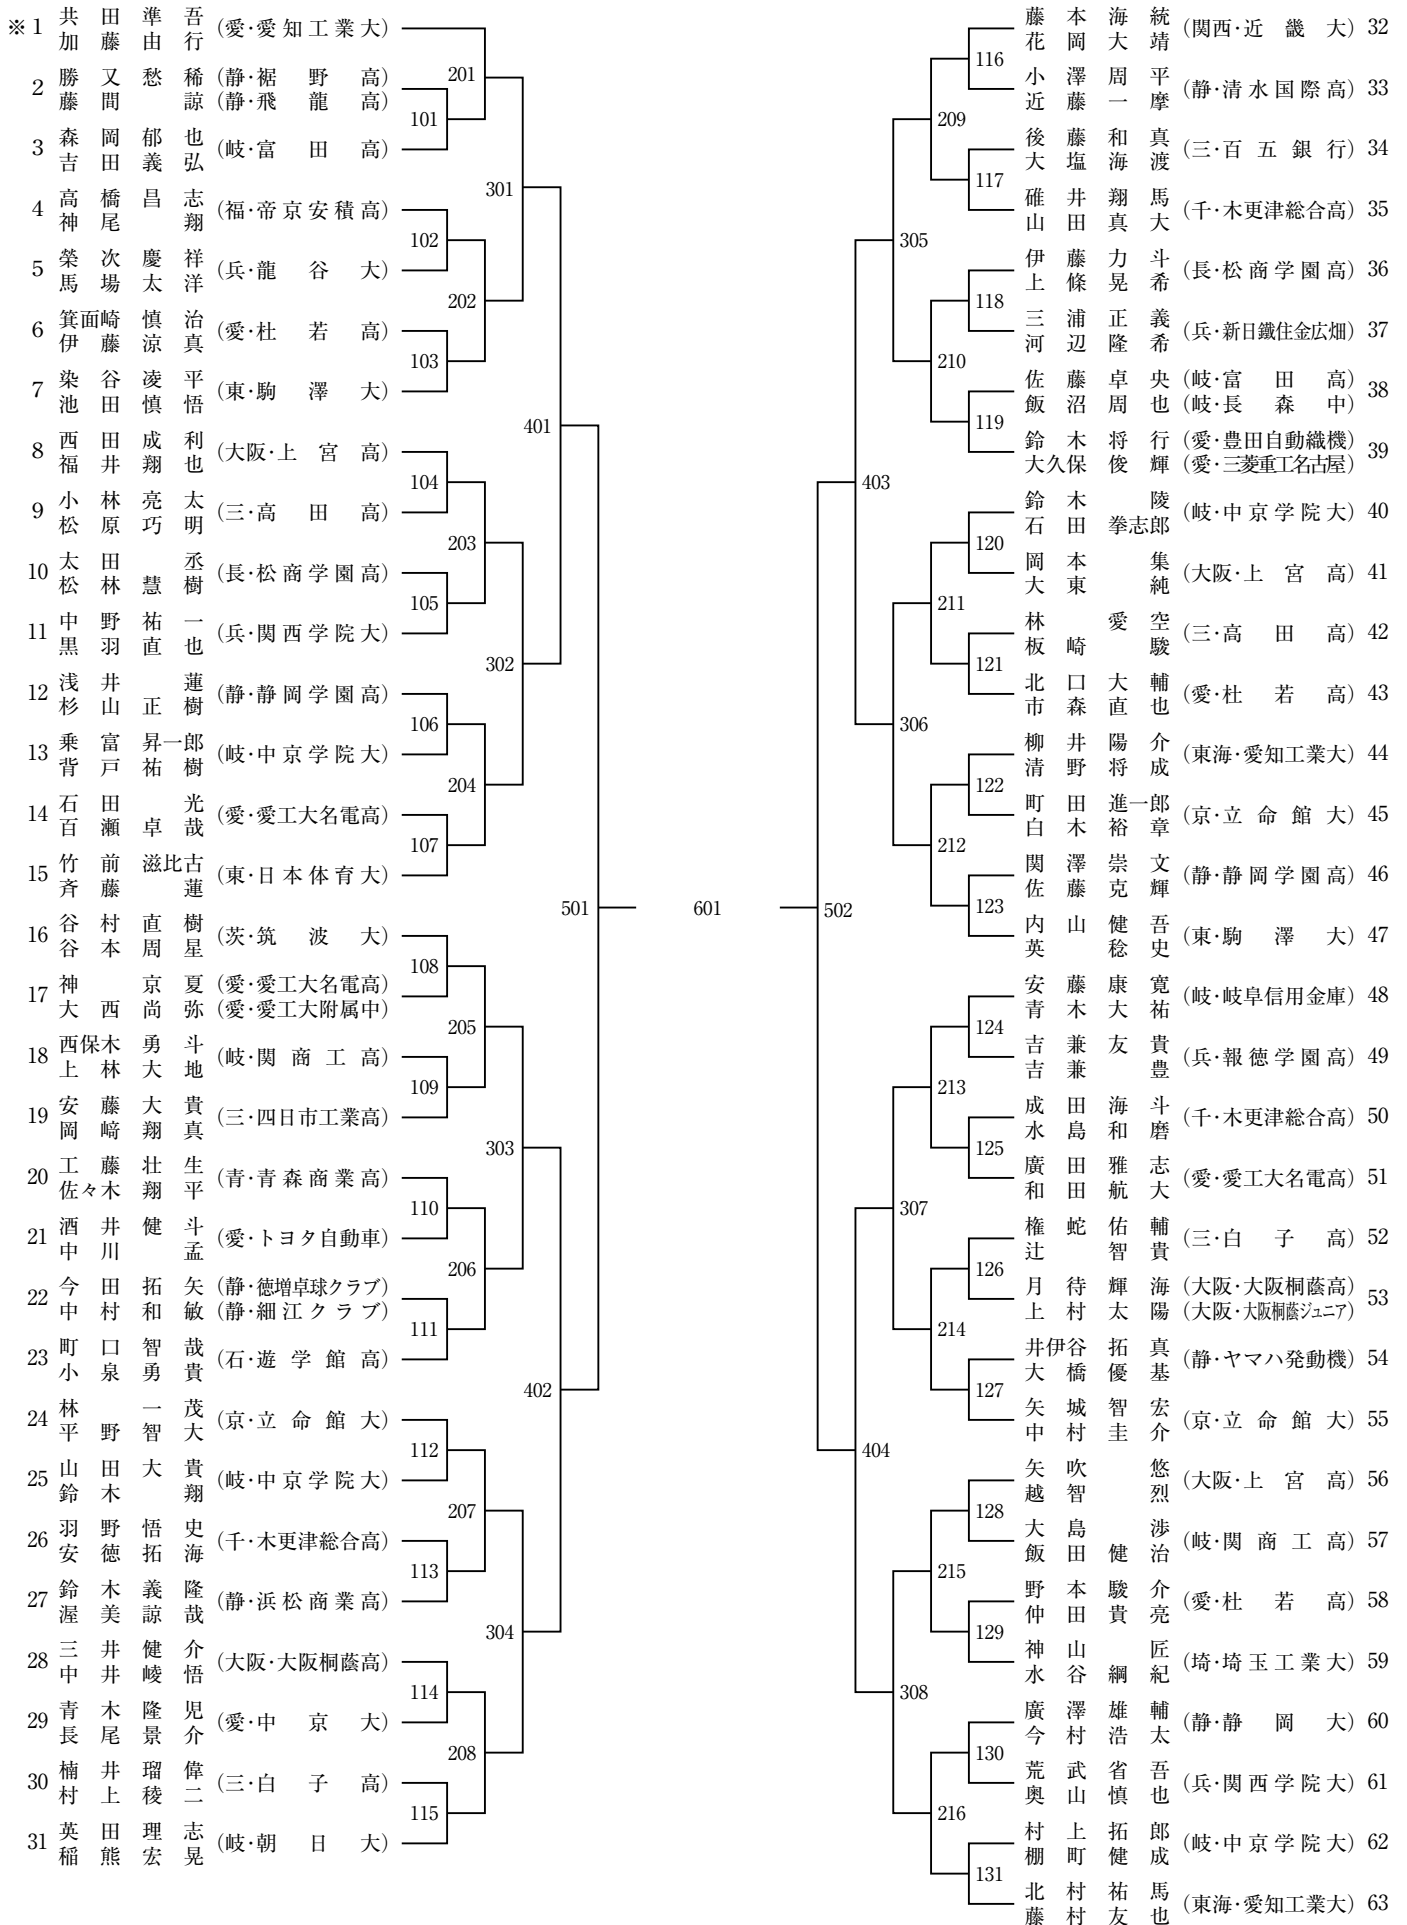 ※1 共田準吾 (愛・愛知工業大)
加藤由行
2 勝又愁稀 (静・裾野高)
藤間諒 (静・飛龍高)
3 森岡郁也 (岐・富田高)
吉田義弘
4 高橋昌志 (福・帝京安積高)
神尾翔
5 榮次慶祥 (兵・龍谷大)
馬場太洋
6 箕面崎慎治 (愛・杜若高)
伊藤涼真
7 染谷凌平 (東・駒澤大)
池田慎悟
8 西田成利 (大阪・上宮高)
福井翔也
9 小林亮太 (三・高田高)
松原巧明
10 太田丞 (長・松商学園高)
松林慧樹
11 中野祐一 (兵・関西学院大)
黒羽直也
12 浅井蓮 (静・静岡学園高)
杉山正樹
13 乗富昇一郎 (岐・中京学院大)
背戸祐樹
14 石田光 (愛・愛工大名電高)
百瀬卓哉
15 竹前滋比古 (東・日本体育大)
斉藤蓮
16 谷村直樹 (茨・筑波大)
谷本周星
17 神京夏 (愛・愛工大名電高)
大西尚弥 (愛・愛工大附属中)
18 西保木勇斗 (岐・関商工高)
上林大地
19 安藤大貴 (三・四日市工業高)
岡﨑翔真
20 工藤壮生 (青・青森商業高)
佐々木翔平
21 酒井健斗 (愛・トヨタ自動車)
中川孟
22 今田拓矢 (静・徳増卓球クラブ)
中村和敏 (静・細江クラブ)
23 町口智哉 (石・遊学館高)
小泉勇貴
24 林一茂 (京・立命館大)
平野智大
25 山田大貴 (岐・中京学院大)
鈴木翔
26 羽野悟史 (千・木更津総合高)
安徳拓海
27 鈴木義隆 (静・浜松商業高)
渥美諒哉
28 三井健介 (大阪・大阪桐蔭高)
中井崚悟
29 青木隆児 (愛・中京大)
長尾景介
30 楠井瑠偉 (三・白子高)
村上稜二
31 英田理志 (岐・朝日大)
稲熊宏晃
101
102
103
104
105
106
107
108
109
110
111
112
113
114
115
201
202
203
204
205
206
207
208
301
302
303
304
401
402
501
601
502
403
404
305
306
307
308
209
210
211
212
213
214
215
216
116
117
118
119
120
121
122
123
124
125
126
127
128
129
130
131
藤本海統 (関西・近畿大) 32
花岡大靖
小澤周平 (静・清水国際高) 33
近藤一摩
後藤和真 (三・百五銀行) 34
大塩海渡
碓井翔馬 (千・木更津総合高) 35
山田真大
伊藤力斗 (長・松商学園高) 36
上條晃希
三浦正義 (兵・新日鐵住金広畑) 37
河辺隆希
佐藤卓央 (岐・富田高) 38
飯沼周也 (岐・長森中)
鈴木将行 (愛・豊田自動織機) 39
大久保俊輝 (愛・三菱重工名古屋)
鈴木陵 (岐・中京学院大) 40
石田拳志郎
岡本集 (大阪・上宮高) 41
大東純
林愛空 (三・高田高) 42
板崎駿
北口大輔 (愛・杜若高) 43
市森直也
柳井陽介 (東海・愛知工業大) 44
清野将成
町田進一郎 (京・立命館大) 45
白木裕章
関澤崇文 (静・静岡学園高) 46
佐藤克輝
内山健吾 (東・駒澤大) 47
英稔史
安藤康寛 (岐・岐阜信用金庫) 48
青木大祐
吉兼友貴 (兵・報徳学園高) 49
吉兼豊
成田海斗 (千・木更津総合高) 50
水島和磨
廣田雅志 (愛・愛工大名電高) 51
和田航大
権蛇佑輔 (三・白子高) 52
辻智貴
月待輝海 (大阪・大阪桐蔭高) 53
上村太陽 (大阪・大阪桐蔭ジュニア)
井伊谷拓真 (静・ヤマハ発動機) 54
大橋優基
矢城智宏 (京・立命館大) 55
中村圭介
矢吹悠 (大阪・上宮高) 56
越智烈
大島渉 (岐・関商工高) 57
飯田健治
野本駿介 (愛・杜若高) 58
仲田貴亮
神山匠 (埼・埼玉工業大) 59
水谷綱紀
廣澤雄輔 (静・静岡大) 60
今村浩太
荒武省吾 (兵・関西学院大) 61
奥山慎也
村上拓郎 (岐・中京学院大) 62
棚町健成
北村祐馬 (東海・愛知工業大) 63
藤村友也